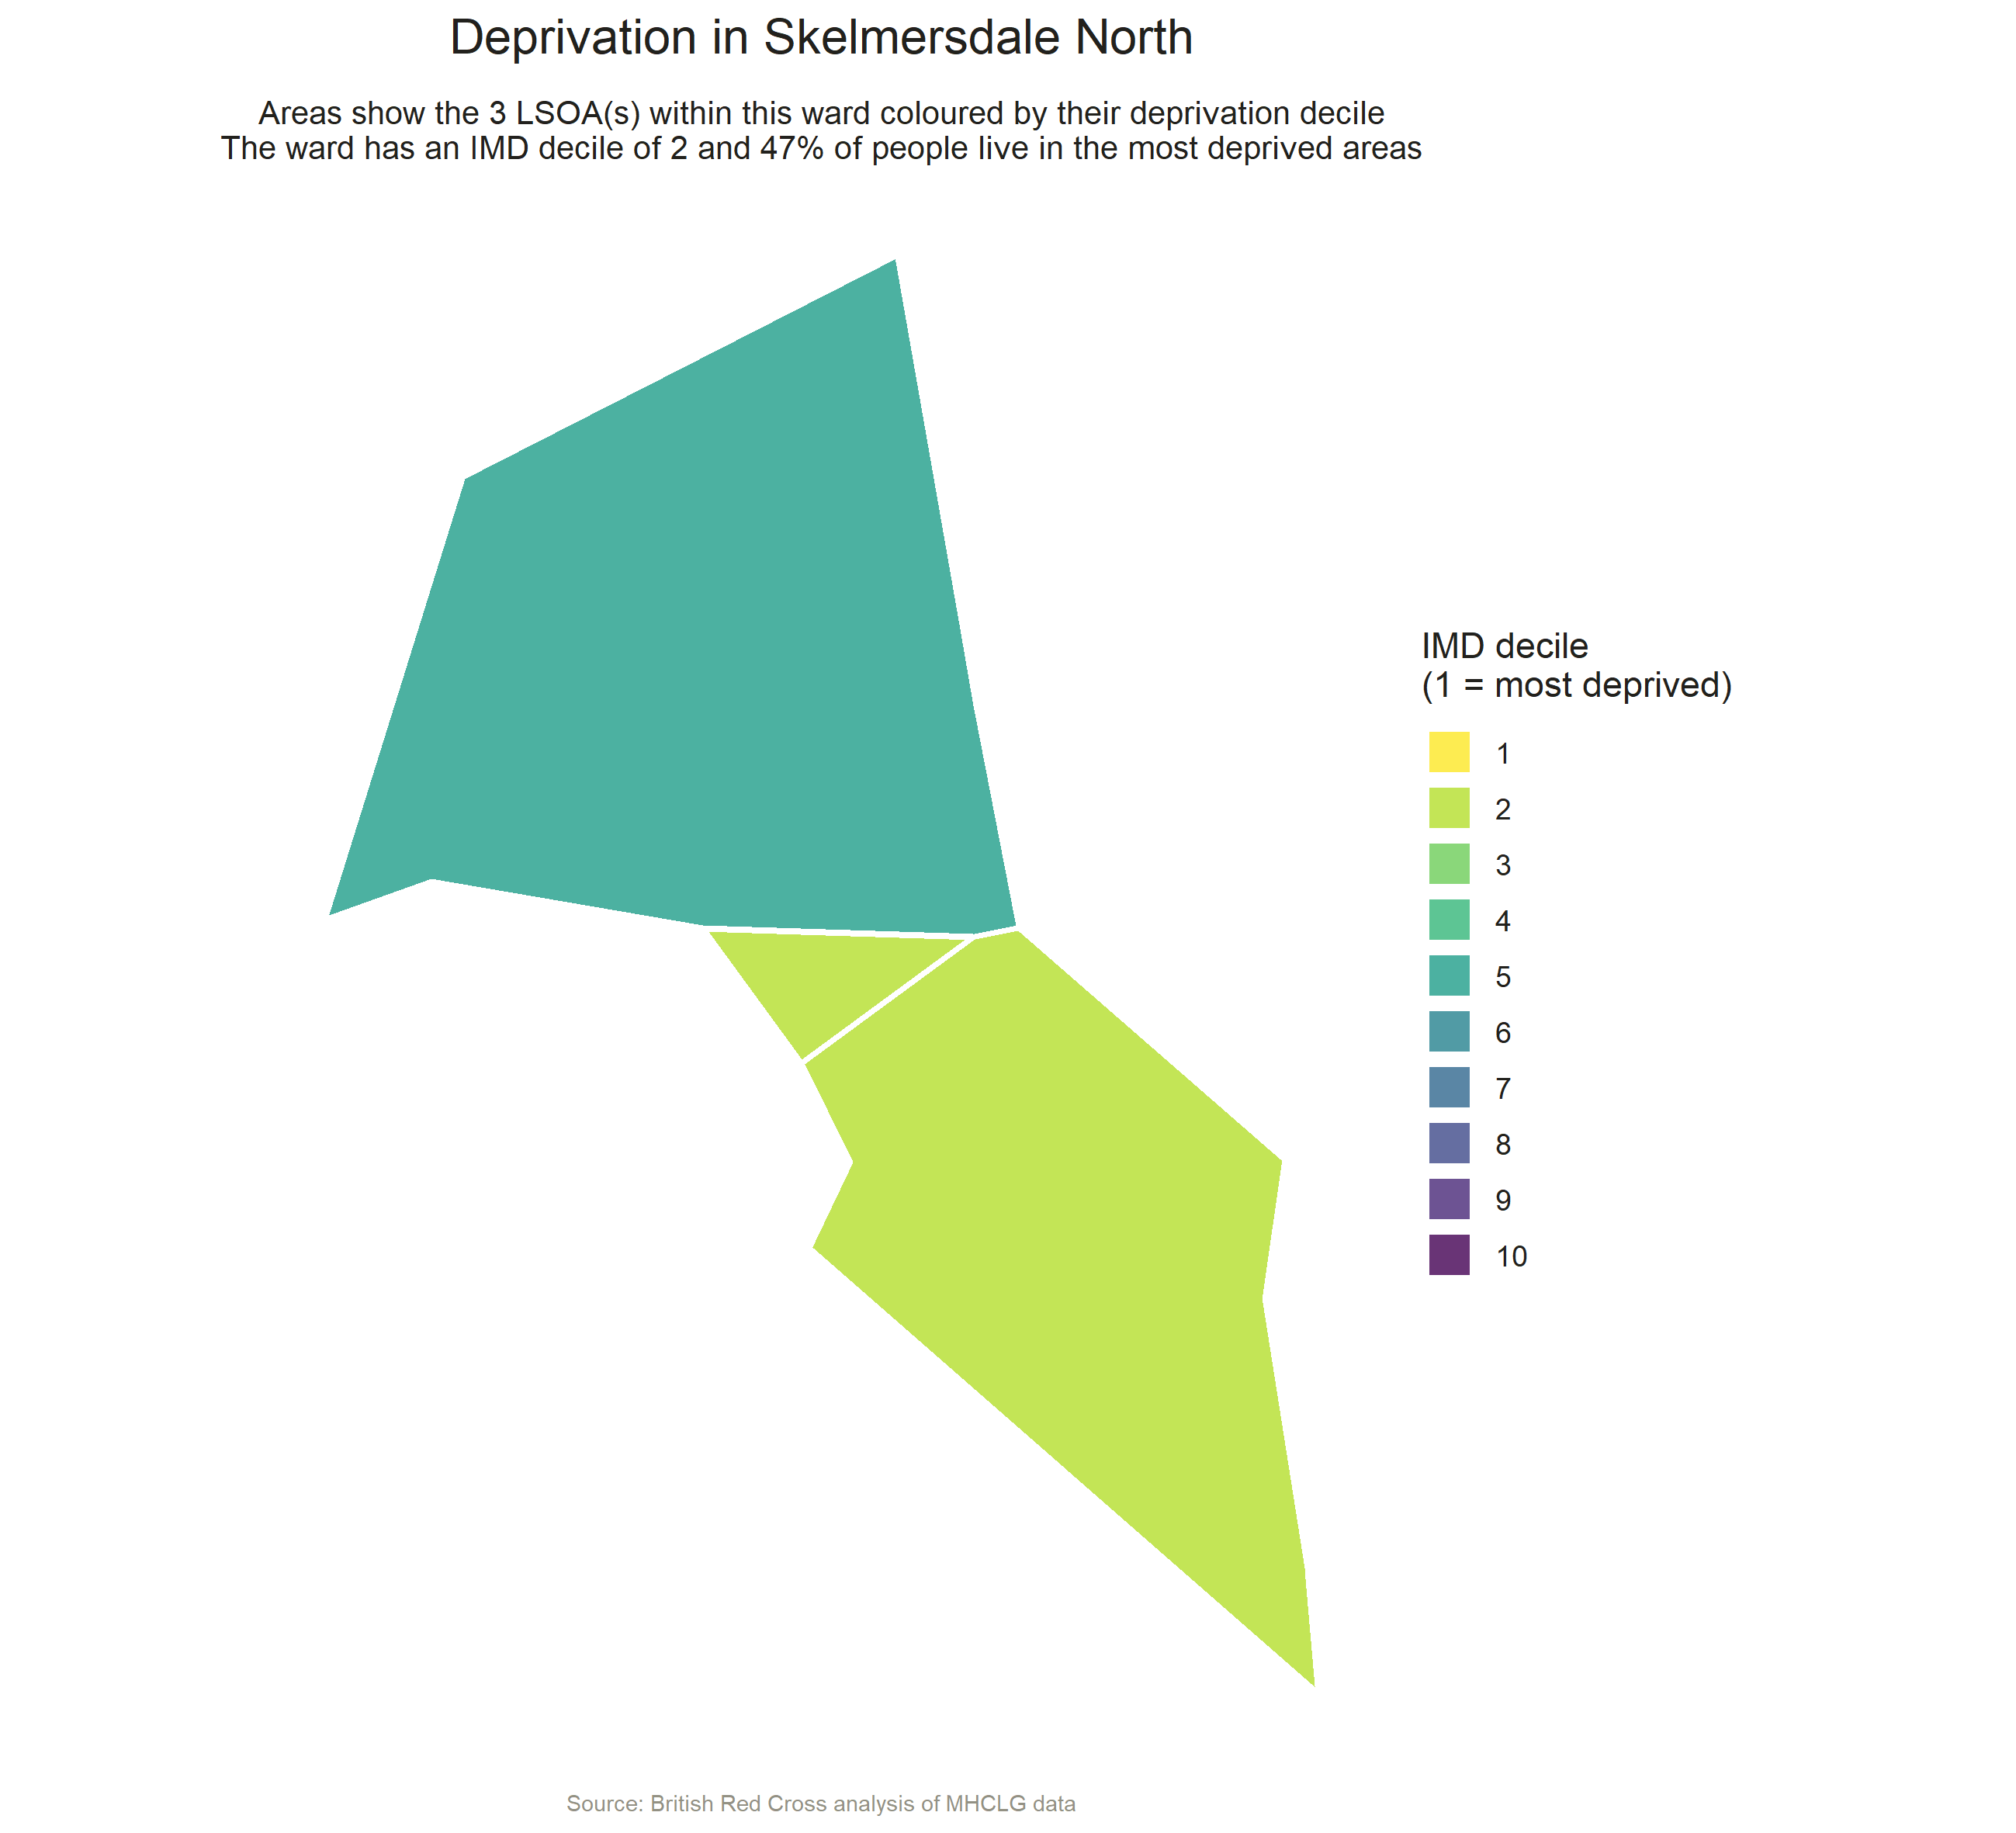 Deprivation in Skelmersdale North
Areas show the 3 LSOA(s) within this ward coloured by their deprivation decile
The ward has an IMD decile of 2 and 47% of people live in the most deprived areas
IMD decile
(1 = most deprived)
1
2
3
4
5
6
7
8
9
10
Source: British Red Cross analysis of MHCLG data